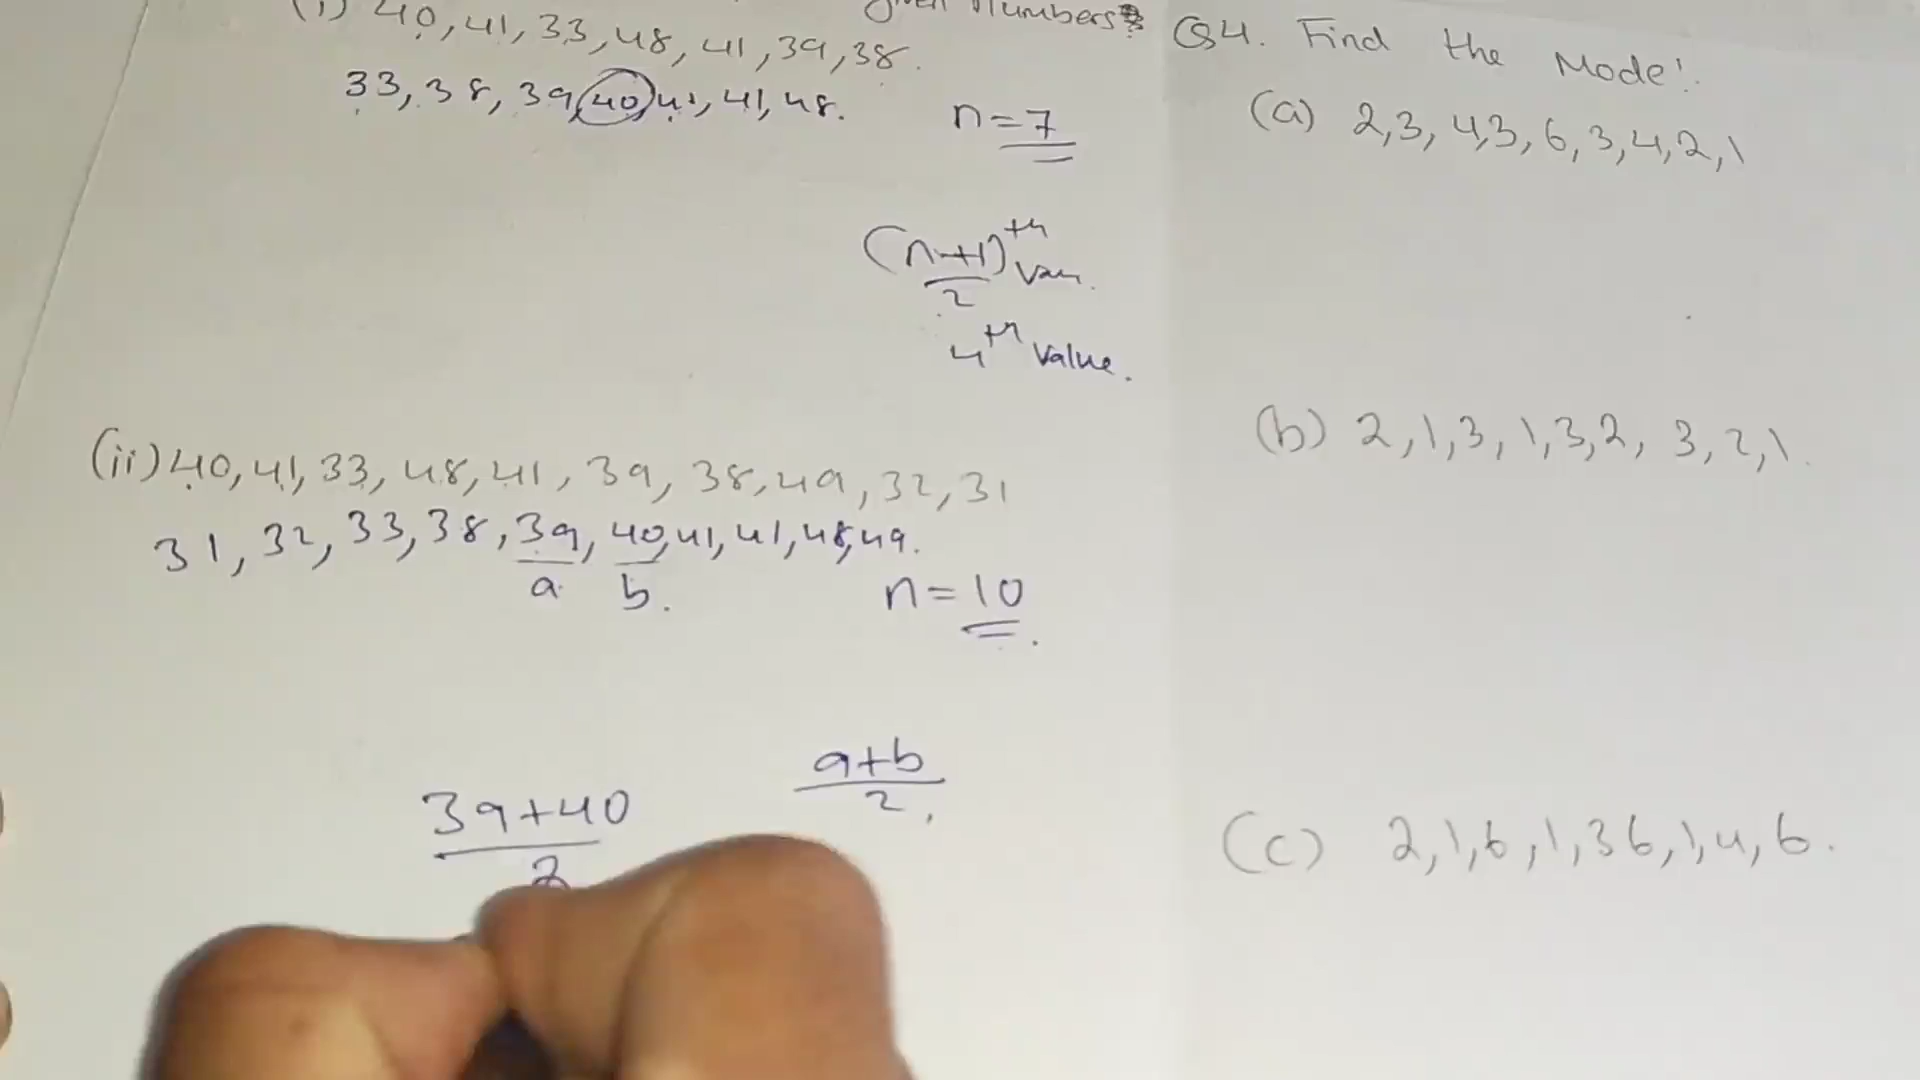 (i) 40, 41, 33, 48, 41, 39, 38.
33, 38, 39, 40, 41, 41, 48.
n=7
(n+1)th
2
4th Value.
(ii) 40, 41, 33, 48, 41, 39, 38, 49, 32, 31
31, 32, 33, 38, 39, 40, 41, 41, 48, 49.
a b.
n=10
a+b
2
39+40
2
given Numbers
Q4. Find the Mode:
(a) 2, 3, 4, 3, 6, 3, 4, 2, 1
(b) 2, 1, 3, 1, 3, 2, 3, 2, 1.
(c) 2, 1, 6, 1, 3 6, 1, 4, 6.